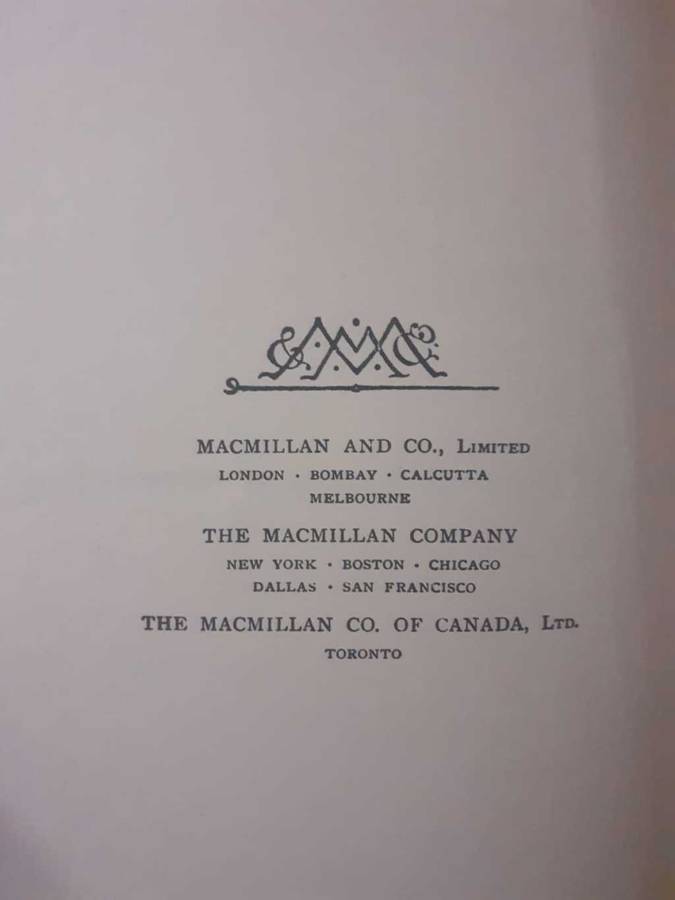 MACMILLAN AND CO., LIMITED
LONDON · BOMBAY · CALCUTTA
MELBOURNE
THE MACMILLAN COMPANY
NEW YORK · BOSTON · CHICAGO
DALLAS · SAN FRANCISCO
THE MACMILLAN CO. OF CANADA, LTD.
TORONTO